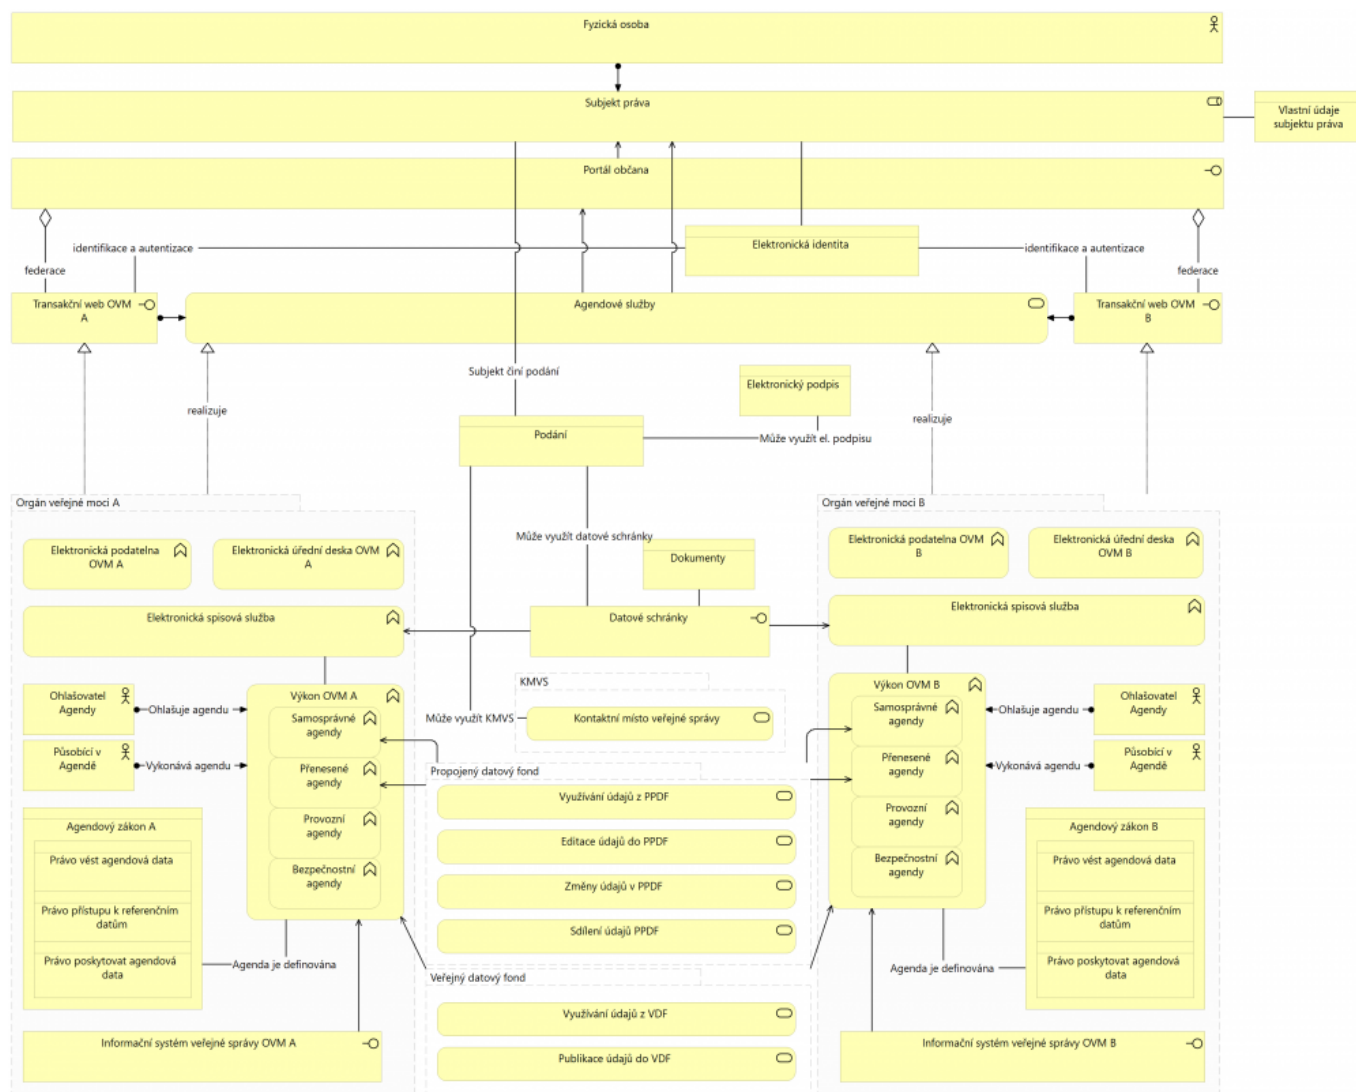 Fyzická osoba
Subjekt práva
Vlastní údaje
subjektu práva
Portál občana
identifikace a autentizace
Elektronická identita
identifikace a autentizace
federace
federace
Transakční web OVM
A
Agendové služby
Transakční web OVM
B
Subjekt činí podání
Elektronický podpis
realizuje
realizuje
Podání
Může využít el. podpisu
Orgán veřejné moci A
Orgán veřejné moci B
Může využít datové schránky
Elektronická podatelna
OVM A
Elektronická úřední deska OVM
A
Dokumenty
Elektronická podatelna OVM
B
Elektronická úřední deska
OVM B
Elektronická spisová služba
Datové schránky
Elektronická spisová služba
KMVS
Ohlašovatel
Agendy
Ohlašuje agendu
Výkon OVM A
Samosprávné
agendy
Může využít KMVS
Kontaktní místo veřejné správy
Výkon OVM B
Samosprávné
agendy
Ohlašuje agendu
Ohlašovatel
Agendy
Působící v
Agendě
Vykonává agendu
Přenesené
agendy
Propojený datový fond
Přenesené
agendy
Vykonává agendu
Působící v
Agendě
Využívání údajů z PPDF
Provozní
agendy
Provozní
agendy
Agendový zákon A
Agendový zákon B
Editace údajů do PPDF
Právo vést agendová data
Bezpečnostní
agendy
Bezpečnostní
agendy
Právo vést agendová data
Změny údajů v PPDF
Právo přístupu k referenčním
datům
Právo přístupu k referenčním
datům
Sdílení údajů PPDF
Právo poskytovat agendová
data
Agenda je definována
Agenda je definována
Právo poskytovat agendová
data
Veřejný datový fond
Využívání údajů z VDF
Informační systém veřejné správy OVM A
Informační systém veřejné správy OVM B
Publikace údajů do VDF